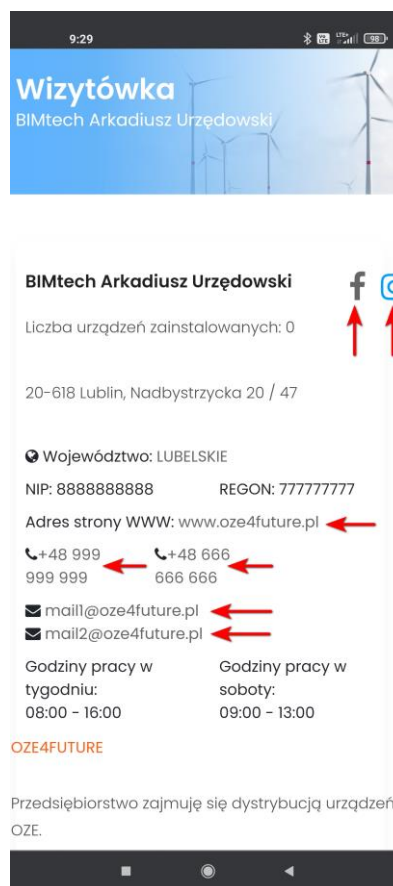 9:29
LTE+
98
Wizytówka
BIMtech Arkadiusz Urzędowski
BIMtech Arkadiusz Urzędowski
Liczba urządzeń zainstalowanych: 0
20-618 Lublin, Nadbystrzycka 20 / 47
Województwo: LUBELSKIE
NIP: 8888888888 REGON: 777777777
Adres strony WWW: www.oze4future.pl
+48 999 +48 666
999 999 666 666
mail1@oze4future.pl
mail2@oze4future.pl
Godziny pracy w Godziny pracy w
tygodniu: soboty:
08:00 - 16:00 09:00 - 13:00
OZE4FUTURE
Przedsiębiorstwo zajmuję się dystrybucją urządzeń
OZE.